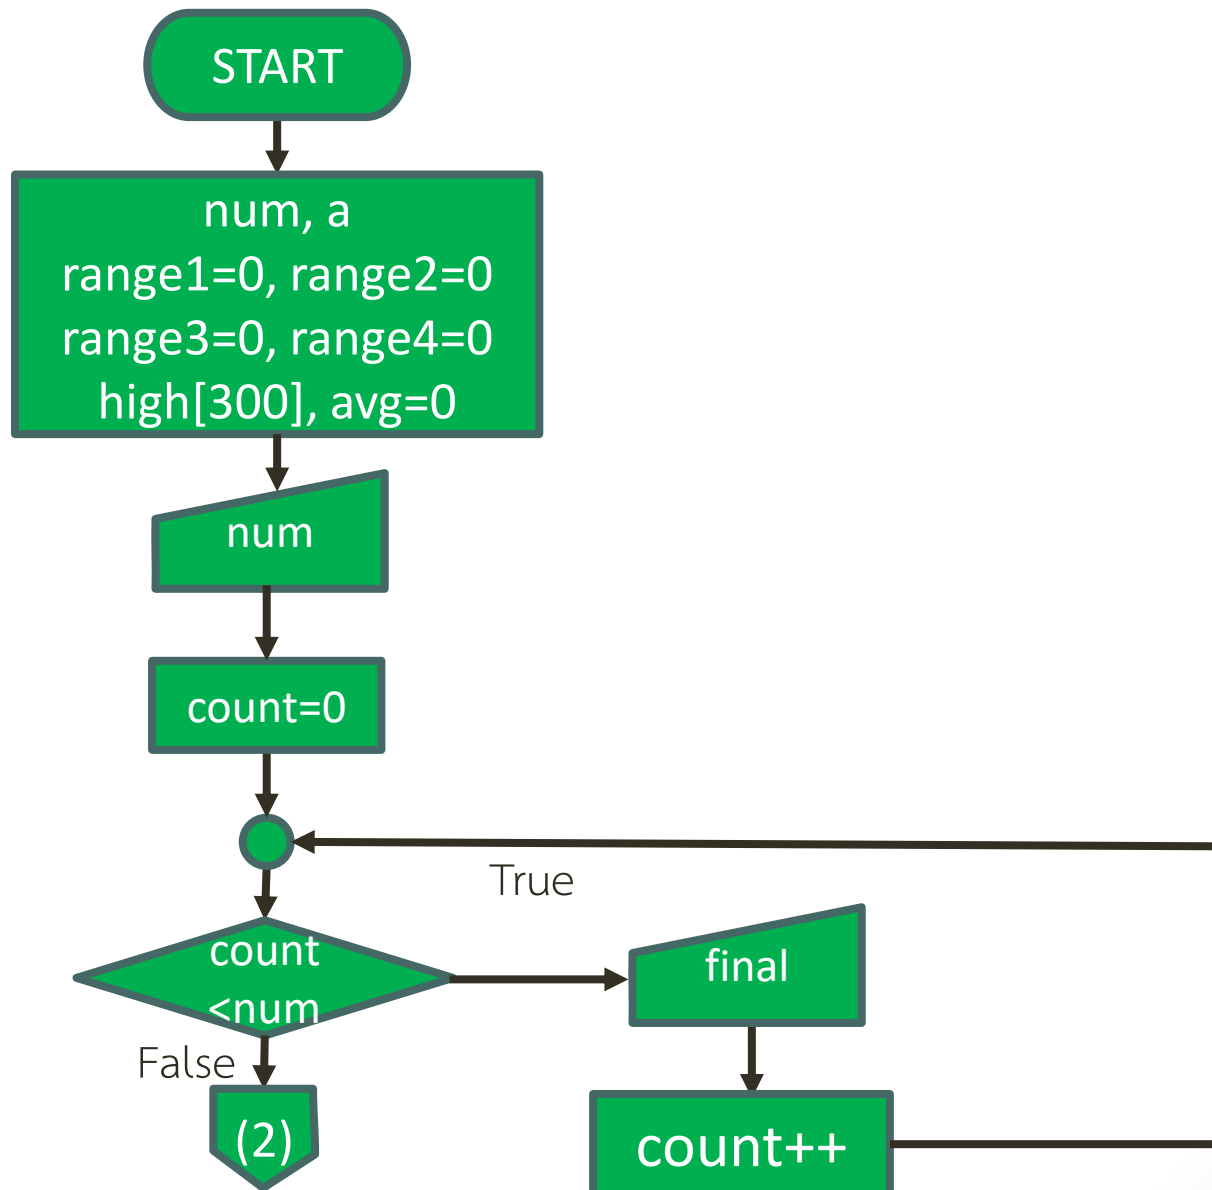 START
num, a
range1=0, range2=0
range3=0, range4=0
high[300], avg=0
num
count=0
True
count
<num
final
False
(2)
count++